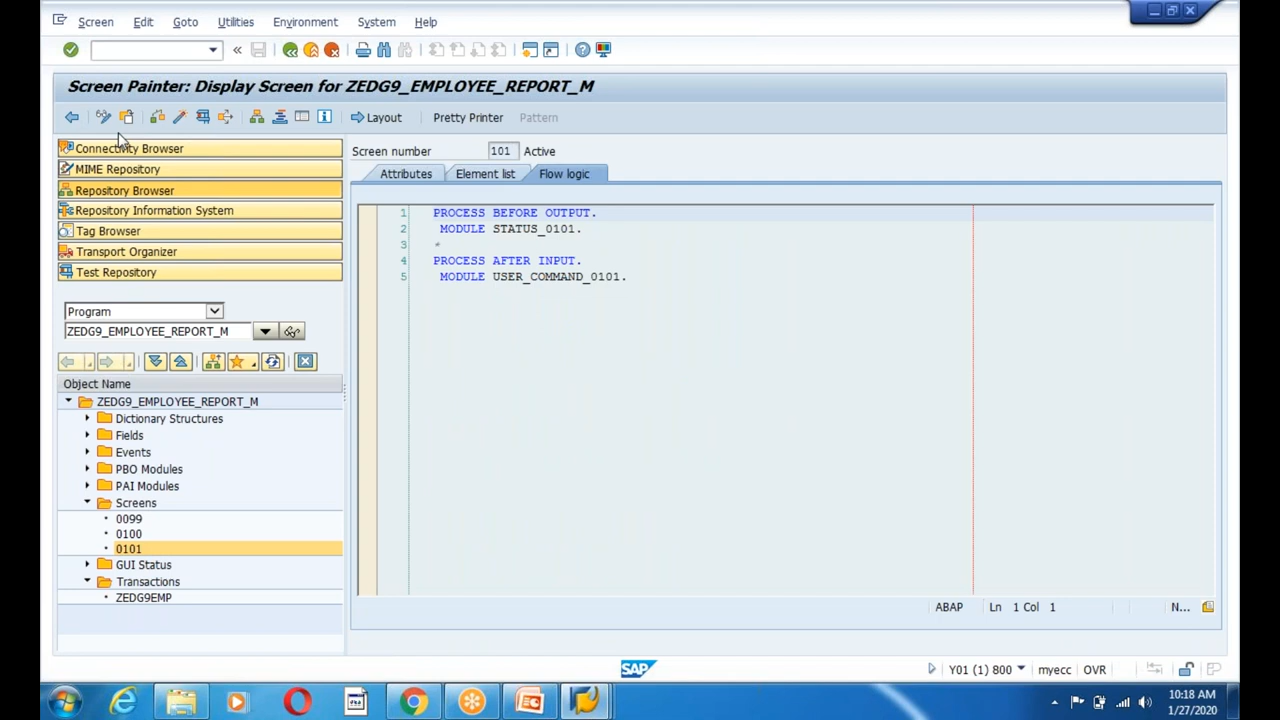 Screen Edit Goto Utilities Environment System Help
Screen Painter: Display Screen for ZEDG9_EMPLOYEE_REPORT_M
Layout Pretty Printer Pattern
Connectivity Browser
MIME Repository
Repository Browser
Repository Information System
Tag Browser
Transport Organizer
Test Repository
Program
ZEDG9_EMPLOYEE_REPORT_M
Object Name
ZEDG9_EMPLOYEE_REPORT_M
Dictionary Structures
Fields
Events
PBO Modules
PAI Modules
Screens
0099
0100
0101
GUI Status
Transactions
ZEDG9EMP
Screen number 101 Active
Attributes Element list Flow logic
1 PROCESS BEFORE OUTPUT.
2 MODULE STATUS_0101.
3 *
4 PROCESS AFTER INPUT.
5 MODULE USER_COMMAND_0101.
ABAP Ln 1 Col 1 N...
SAP Y01 (1) 800 myecc OVR
10:18 AM
1/27/2020